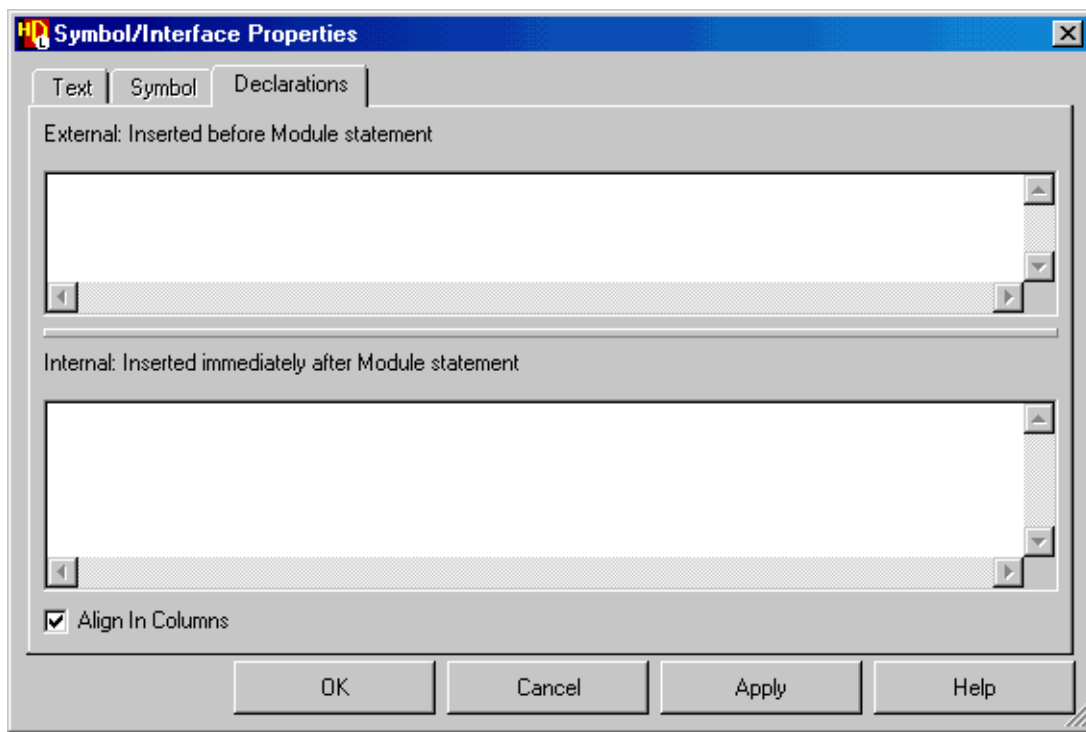 HDL Symbol/Interface Properties
Text Symbol Declarations
External: Inserted before Module statement
Internal: Inserted immediately after Module statement
Align In Columns
OK Cancel Apply Help